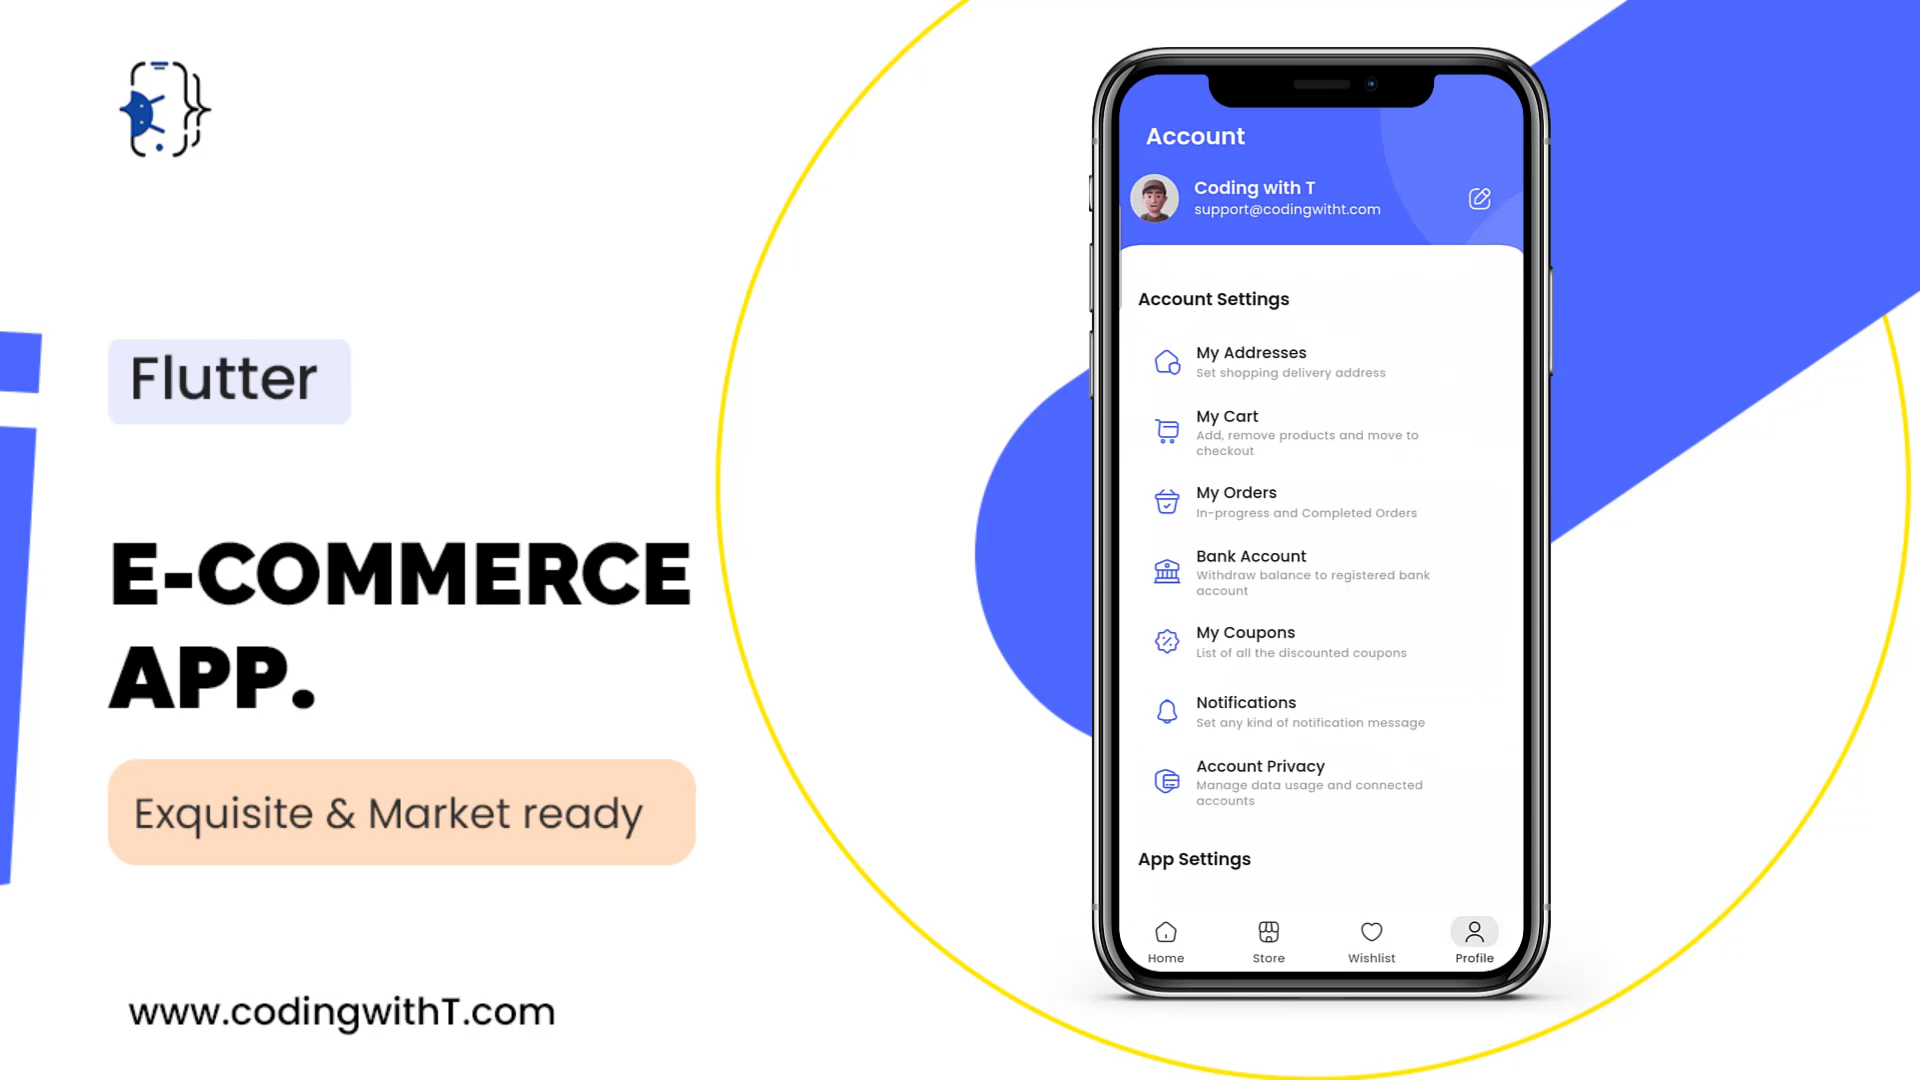 Flutter
E-COMMERCE
APP.
Exquisite & Market ready
www.codingwithT.com
Account
Coding with T
support@codingwitht.com
Account Settings
My Addresses
Set shopping delivery address
My Cart
Add, remove products and move to
checkout
My Orders
In-progress and Completed Orders
Bank Account
Withdraw balance to registered bank
account
My Coupons
List of all the discounted coupons
Notifications
Set any kind of notification message
Account Privacy
Manage data usage and connected
accounts
App Settings
Home
Store
Wishlist
Profile